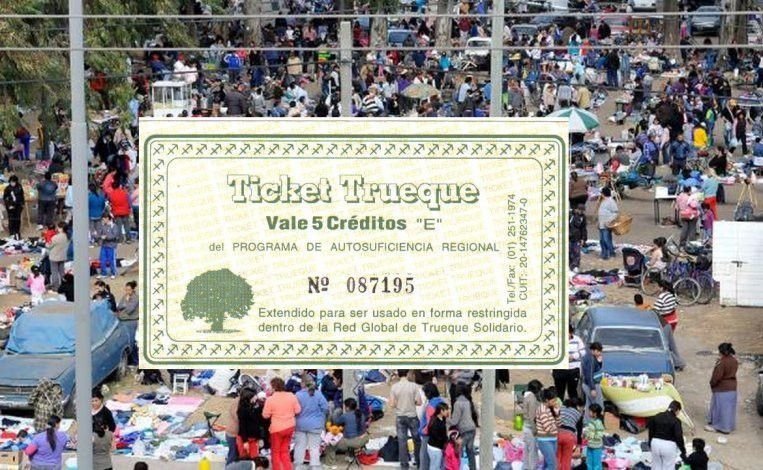 Ticket Trueque
Vale 5 Créditos "E"
del PROGRAMA DE AUTOSUFICIENCIA REGIONAL
Nº 087195
Extendido para ser usado en forma restringida
dentro de la Red Global de Trueque Solidario.
Tel./Fax: (01) 251-1974
CUIT: 20-14762347-0